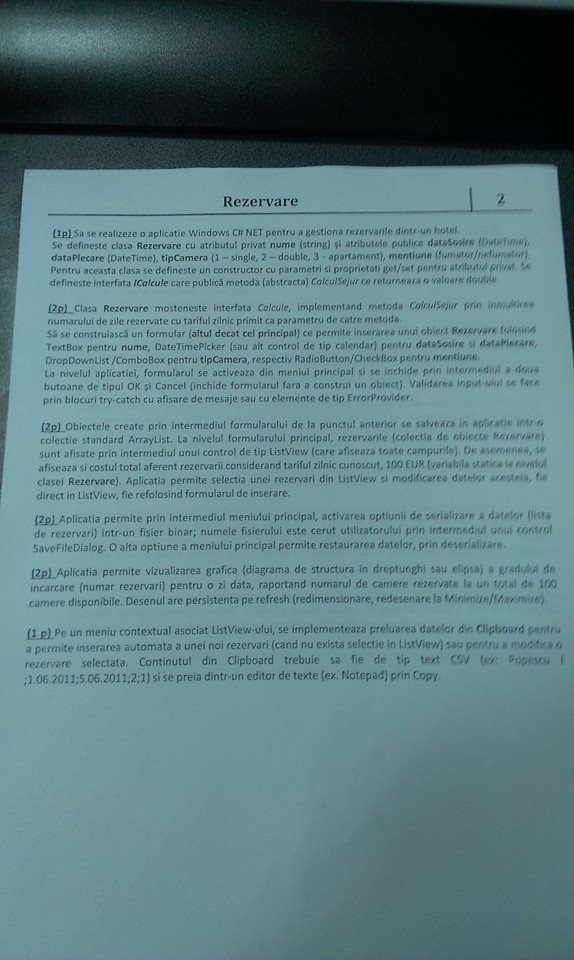 Rezervare 2
(1p) Sa se realizeze o aplicatie Windows C# NET pentru a gestiona rezervarile dintr-un hotel.
Se defineste clasa Rezervare cu atributul privat nume (string) și atributele publice dataSosire (DateTime),
dataPlecare (DateTime), tipCamera (1 – single, 2 – double, 3 - apartament), mentiune (fumator/nefumator).
Pentru aceasta clasa se defineste un constructor cu parametri si proprietati get/set pentru atributul privat. Se
defineste interfata ICalcule care publică metoda (abstracta) CalculSejur ce returneaza o valoare double.
(2p) Clasa Rezervare mosteneste interfata Calcule, implementand metoda CalculSejur prin inmultirea
numarului de zile rezervate cu tariful zilnic primit ca parametru de catre metoda.
Să se construiască un formular (altul decat cel principal) ce permite inserarea unui obiect Rezervare folosind
TextBox pentru nume, DateTimePicker (sau alt control de tip calendar) pentru dataSosire si dataPlecare,
DropDownList /ComboBox pentru tipCamera, respectiv RadioButton/CheckBox pentru mentiune.
La nivelul aplicației, formularul se activeaza din meniul principal si se inchide prin intermediul a doua
butoane de tipul OK și Cancel (inchide formularul fara a construi un obiect). Validarea input-ului se face
prin blocuri try-catch cu afisare de mesaje sau cu elemente de tip ErrorProvider.
(2p) Obiectele create prin intermediul formularului de la punctul anterior se salveaza in aplicatie intr-o
colectie standard ArrayList. La nivelul formularului principal, rezervarile (colectia de obiecte Rezervare)
sunt afisate prin intermediul unui control de tip ListView (care afiseaza toate campurile). De asemenea, se
afiseaza si costul total aferent rezervarii considerand tariful zilnic cunoscut, 100 EUR (variabila statica la nivelul
clasei Rezervare). Aplicatia permite selectia unei rezervari din ListView si modificarea datelor acesteia, fie
direct in ListView, fie refolosind formularul de inserare.
(2p) Aplicatia permite prin intermediul meniului principal, activarea optiunii de serializare a datelor (lista
de rezervari) intr-un fisier binar; numele fisierului este cerut utilizatorului prin intermediul unui control
SaveFileDialog. O alta optiune a meniului principal permite restaurarea datelor, prin deserializare.
(2p) Aplicatia permite vizualizarea grafica (diagrama de structura in dreptunghi sau elipsa) a gradului de
incarcare (numar rezervari) pentru o zi data, raportand numarul de camere rezervate la un total de 100
camere disponibile. Desenul are persistenta pe refresh (redimensionare, redesenare la Minimize/Maximize).
(1 p) Pe un meniu contextual asociat ListView-ului, se implementeaza preluarea datelor din Clipboard pentru
a permite inserarea automata a unei noi rezervari (cand nu exista selectie in ListView) sau pentru a modifica o
rezervare selectata. Continutul din Clipboard trebuie sa fie de tip text CSV (ex: Popescu I
;1.06.2011;5.06.2011;2;1) si se preia dintr-un editor de texte (ex. Notepad) prin Copy.